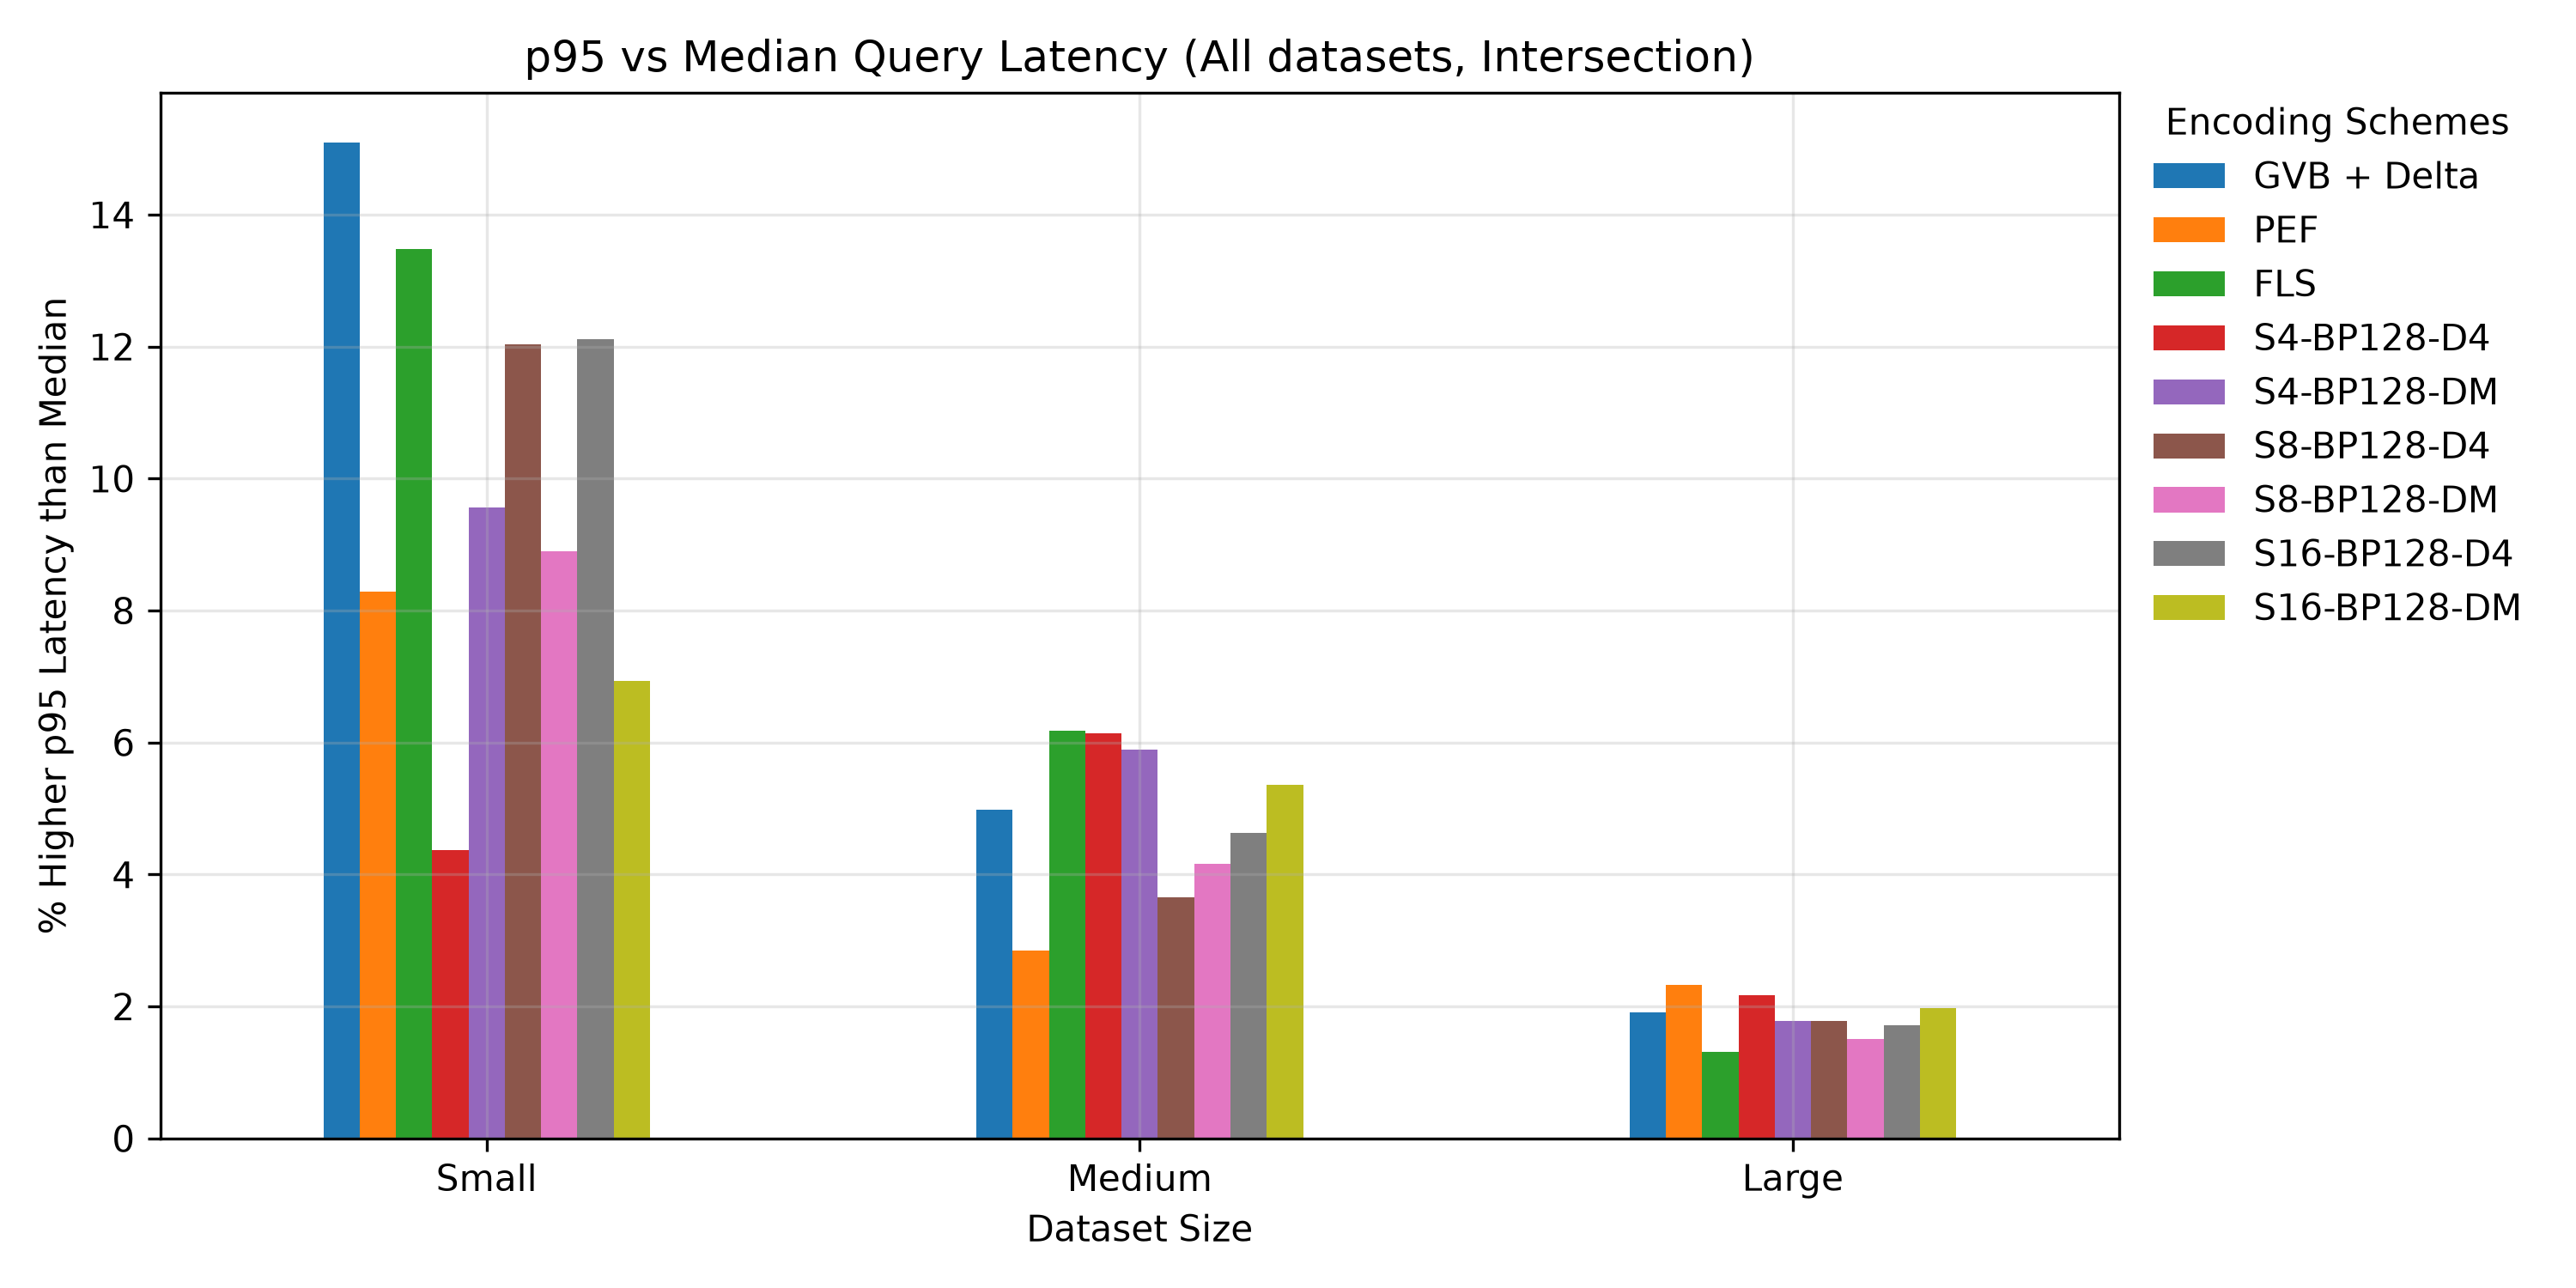 p95 vs Median Query Latency (All datasets, Intersection)
% Higher p95 Latency than Median
14
12
10
8
6
4
2
0
Small
Medium
Large
Dataset Size
Encoding Schemes
GVB + Delta
PEF
FLS
S4-BP128-D4
S4-BP128-DM
S8-BP128-D4
S8-BP128-DM
S16-BP128-D4
S16-BP128-DM